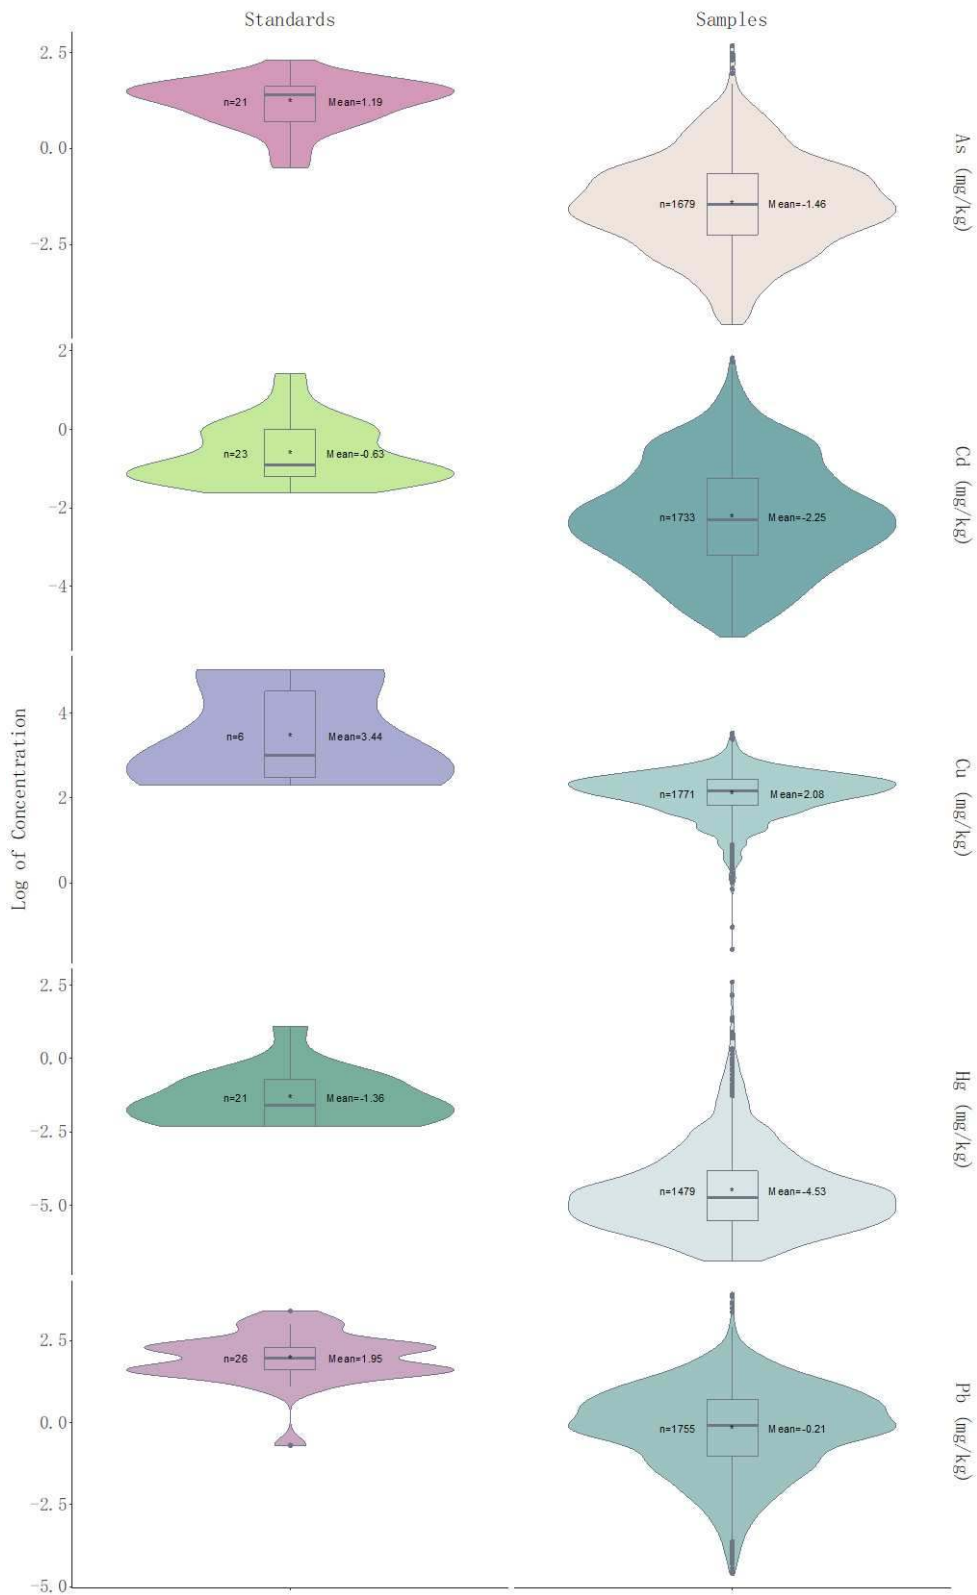 Standards
Samples
2.5
0.0
-2.5
n=21
Mean=1.19
n=1679
Mean=-1.46
As (mg/kg)
2
0
-2
-4
n=23
Mean=-0.63
n=1733
Mean=-2.25
Cd (mg/kg)
Log of Concentration
4
2
0
n=6
Mean=3.44
n=1771
Mean=2.08
Cu (mg/kg)
2.5
0.0
-2.5
-5.0
n=21
Mean=-1.36
n=1479
Mean=-4.53
Hg (mg/kg)
2.5
0.0
-2.5
-5.0
n=26
Mean=1.95
n=1755
Mean=-0.21
Pb (mg/kg)